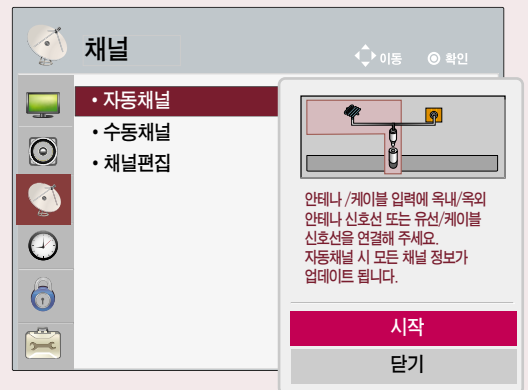 채널
이동 확인
• 자동채널
• 수동채널
• 채널편집
안테나 /케이블 입력에 옥내/옥외
안테나 신호선 또는 유선/케이블
신호선을 연결해 주세요.
자동채널 시 모든 채널 정보가
업데이트 됩니다.
시작
닫기